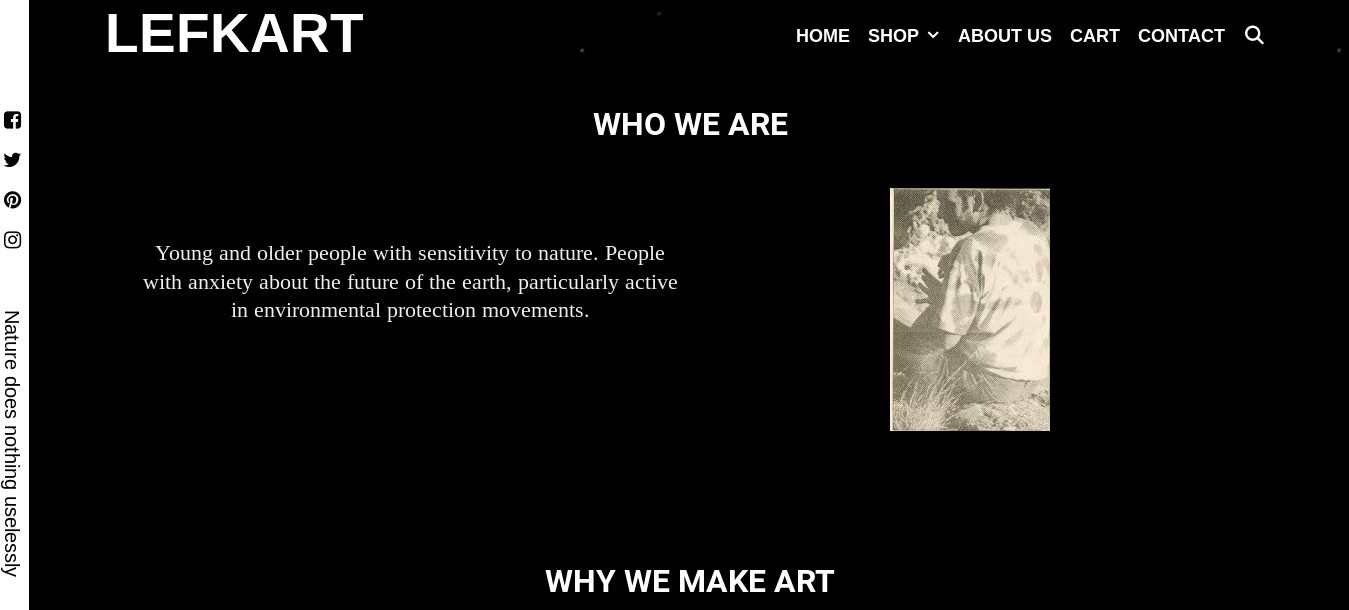 LEFKART
HOME SHOP ABOUT US CART CONTACT
WHO WE ARE
Young and older people with sensitivity to nature. People
with anxiety about the future of the earth, particularly active
in environmental protection movements.
WHY WE MAKE ART
Nature does nothing uselessly